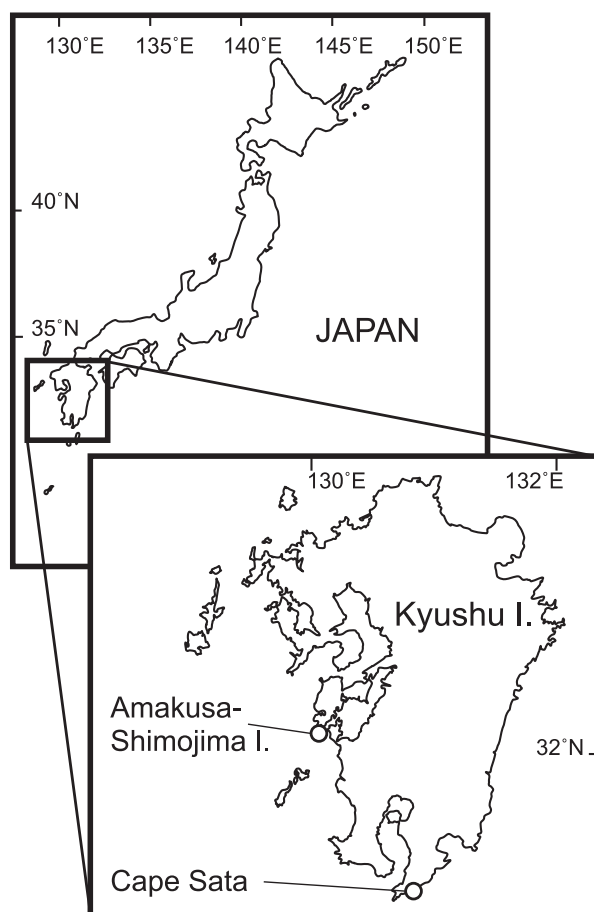 130°E 135°E 140°E 145°E 150°E
40°N
35°N
JAPAN
130°E 132°E
Kyushu I.
Amakusa-
Shimojima I.
32°N
Cape Sata